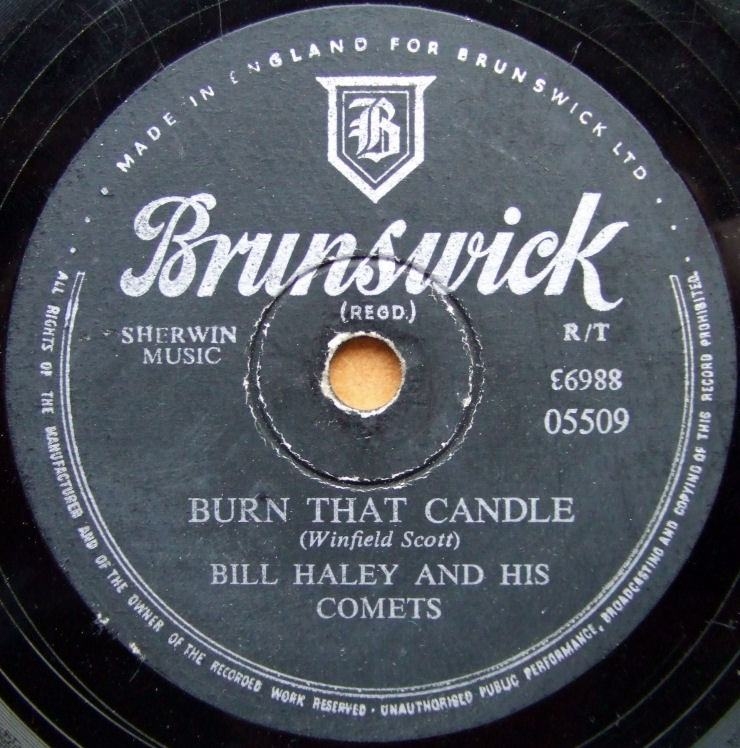 MADE IN ENGLAND FOR BRUNSWICK LTD
B
Brunswick
(REGD.)
SHERWIN
MUSIC
R/T
Ɛ6988
05509
BURN THAT CANDLE
(Winfield Scott)
BILL HALEY AND HIS
COMETS
ALL RIGHTS OF THE MANUFACTURER AND OF THE OWNER OF THE RECORDED WORK RESERVED · UNAUTHORISED PUBLIC PERFORMANCE, BROADCASTING AND COPYING OF THIS RECORD PROHIBITED.